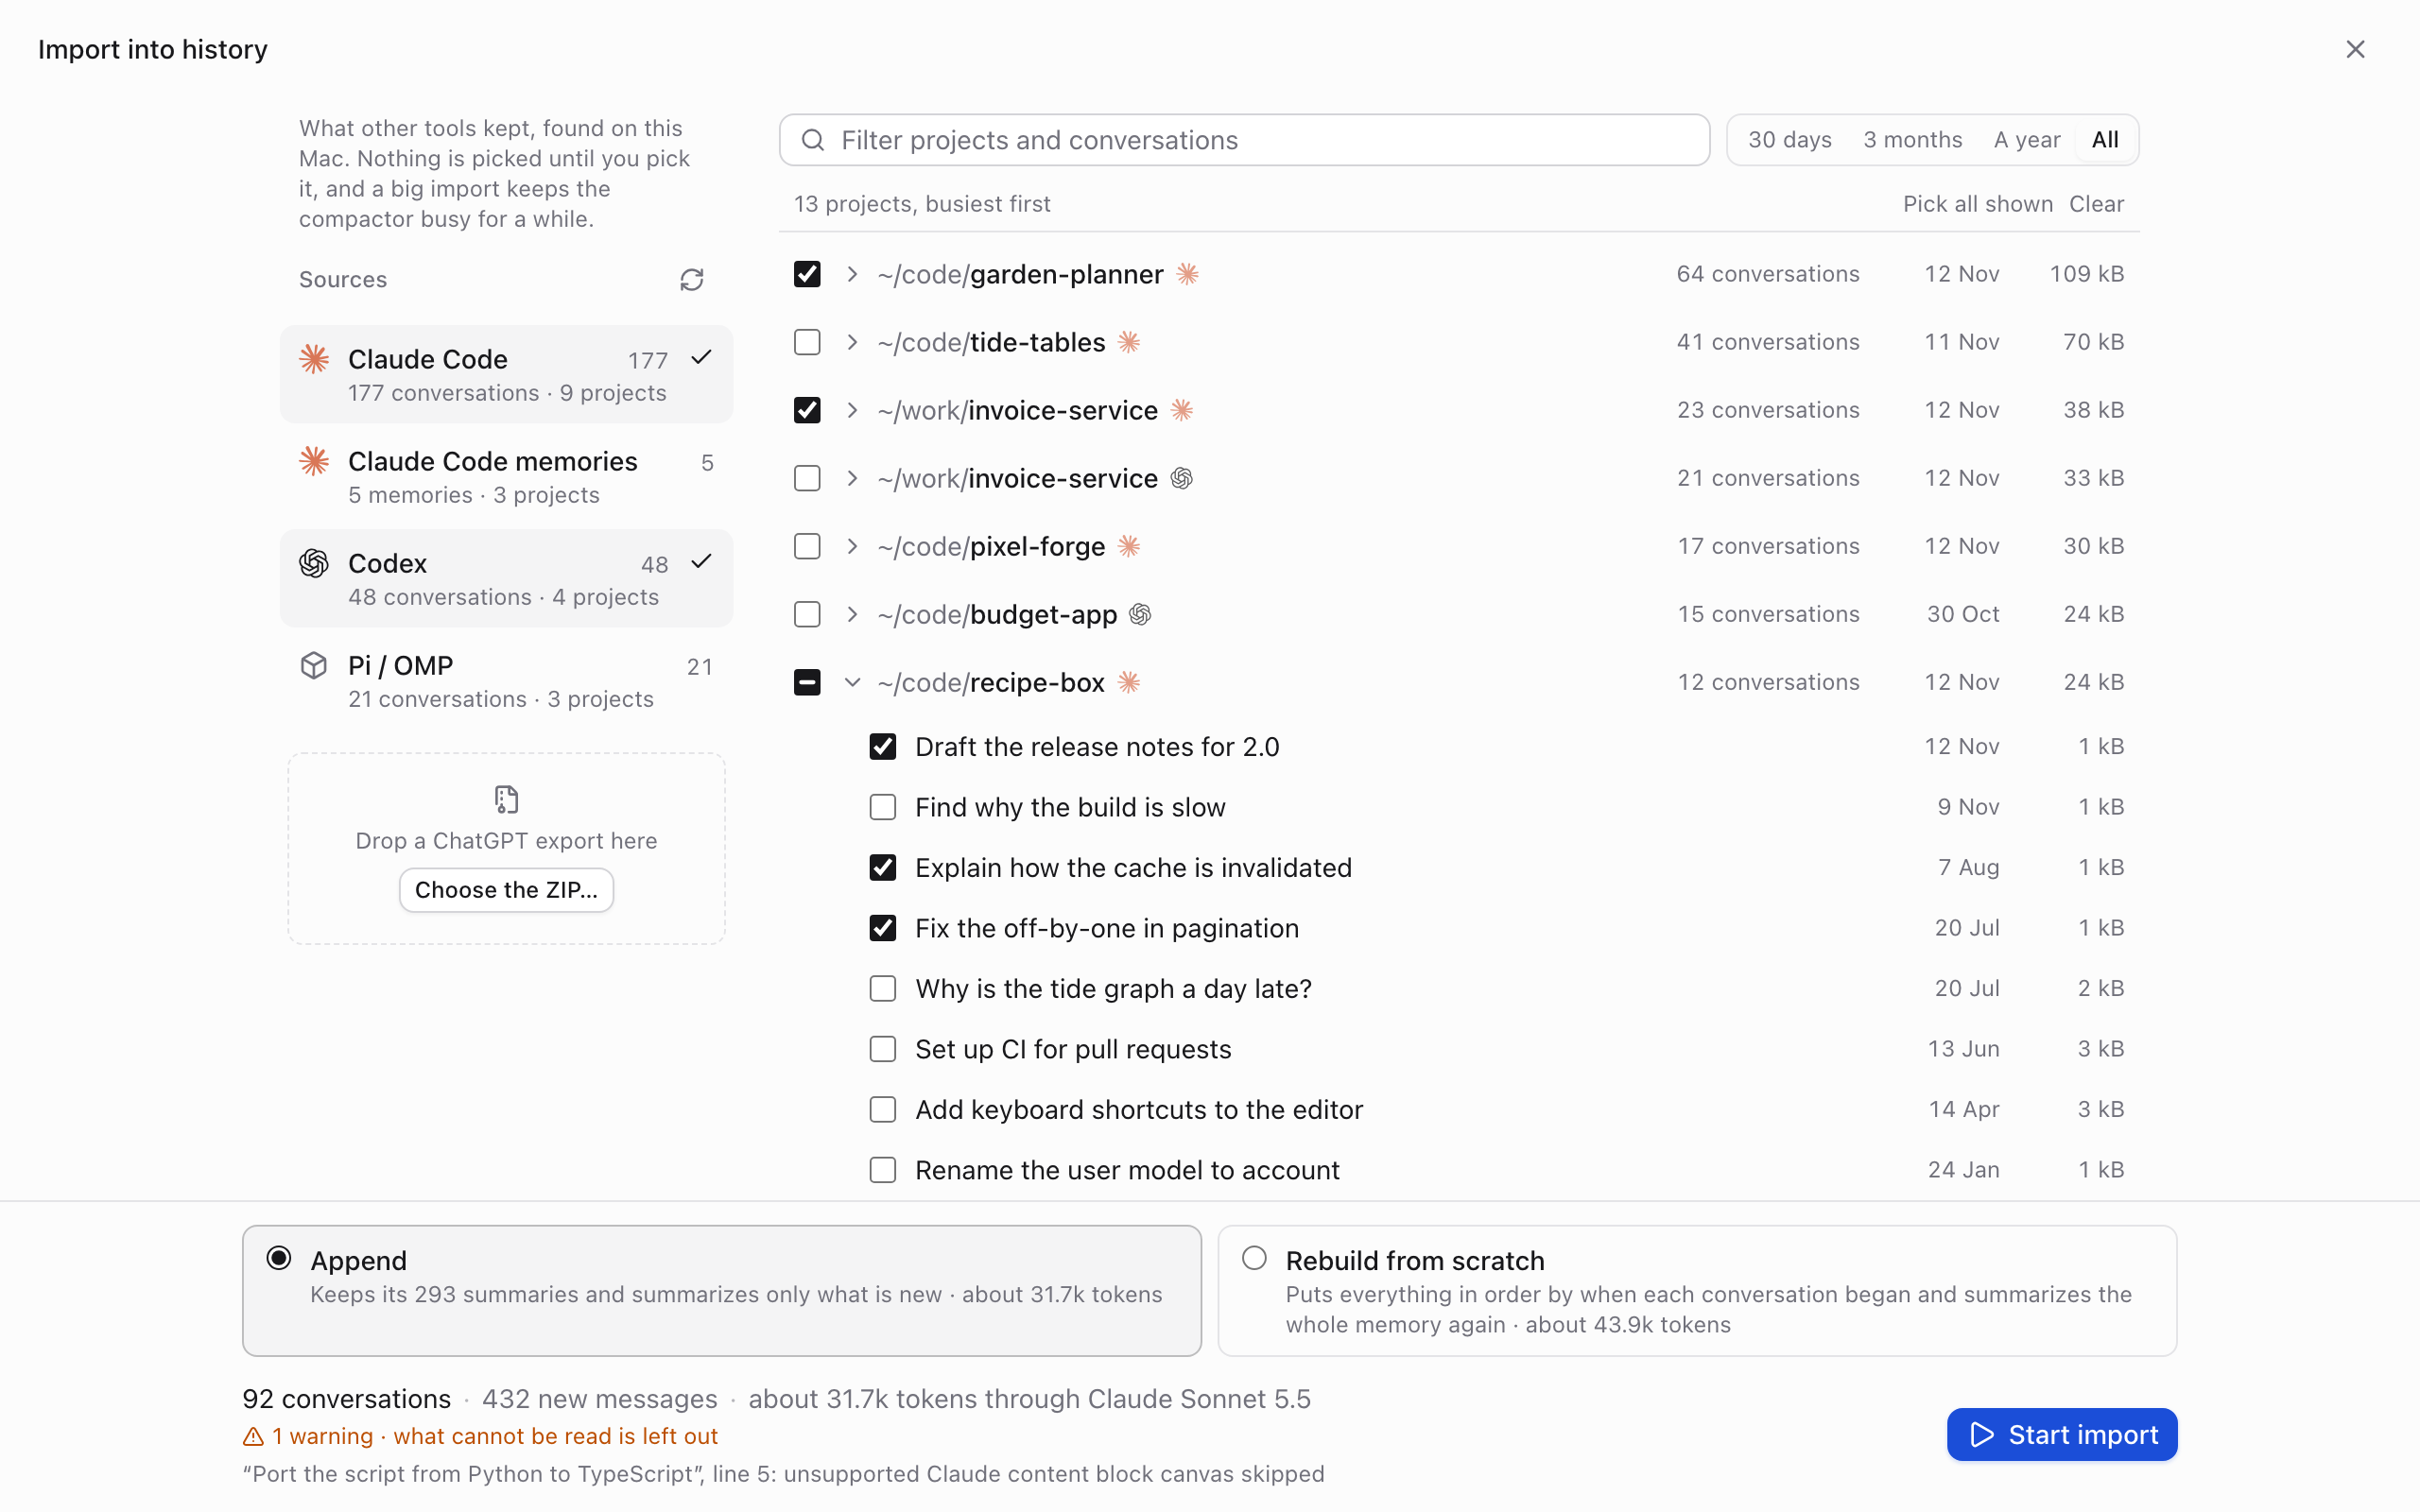 Import into history
What other tools kept, found on this
Mac. Nothing is picked until you pick
it, and a big import keeps the
compactor busy for a while.
Sources
Claude Code 177
177 conversations · 9 projects
Claude Code memories 5
5 memories · 3 projects
Codex 48
48 conversations · 4 projects
Pi / OMP 21
21 conversations · 3 projects
Drop a ChatGPT export here
Choose the ZIP...
Filter projects and conversations
30 days 3 months A year All
13 projects, busiest first Pick all shown Clear
~/code/garden-planner 64 conversations 12 Nov 109 kB
~/code/tide-tables 41 conversations 11 Nov 70 kB
~/work/invoice-service 23 conversations 12 Nov 38 kB
~/work/invoice-service 21 conversations 12 Nov 33 kB
~/code/pixel-forge 17 conversations 12 Nov 30 kB
~/code/budget-app 15 conversations 30 Oct 24 kB
~/code/recipe-box 12 conversations 12 Nov 24 kB
Draft the release notes for 2.0 12 Nov 1 kB
Find why the build is slow 9 Nov 1 kB
Explain how the cache is invalidated 7 Aug 1 kB
Fix the off-by-one in pagination 20 Jul 1 kB
Why is the tide graph a day late? 20 Jul 2 kB
Set up CI for pull requests 13 Jun 3 kB
Add keyboard shortcuts to the editor 14 Apr 3 kB
Rename the user model to account 24 Jan 1 kB
Append
Keeps its 293 summaries and summarizes only what is new · about 31.7k tokens
Rebuild from scratch
Puts everything in order by when each conversation began and summarizes the
whole memory again · about 43.9k tokens
92 conversations · 432 new messages · about 31.7k tokens through Claude Sonnet 5.5
1 warning · what cannot be read is left out
“Port the script from Python to TypeScript”, line 5: unsupported Claude content block canvas skipped
Start import